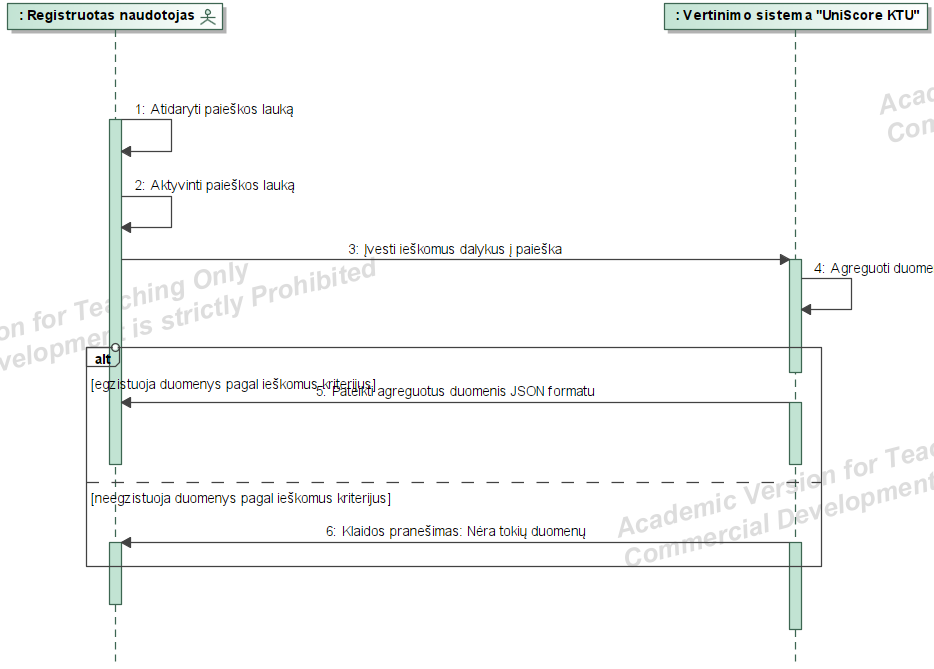 : Registruotas naudotojas
: Vertinimo sistema "UniScore KTU"
1: Atidaryti paieškos lauką
2: Aktyvinti paieškos lauką
3: Įvesti ieškomus dalykus į paieška
4: Agreguoti duome
alt
[egzistuoja duomenys pagal ieškomus kriterijus]
5: Pateikti agreguotus duomenis JSON formatu
[neegzistuoja duomenys pagal ieškomus kriterijus]
6: Klaidos pranešimas: Nėra tokių duomenų
Acad
Com
on for Teaching Only
velopment is strictly Prohibited
Academic Version for Teac
Commercial Development